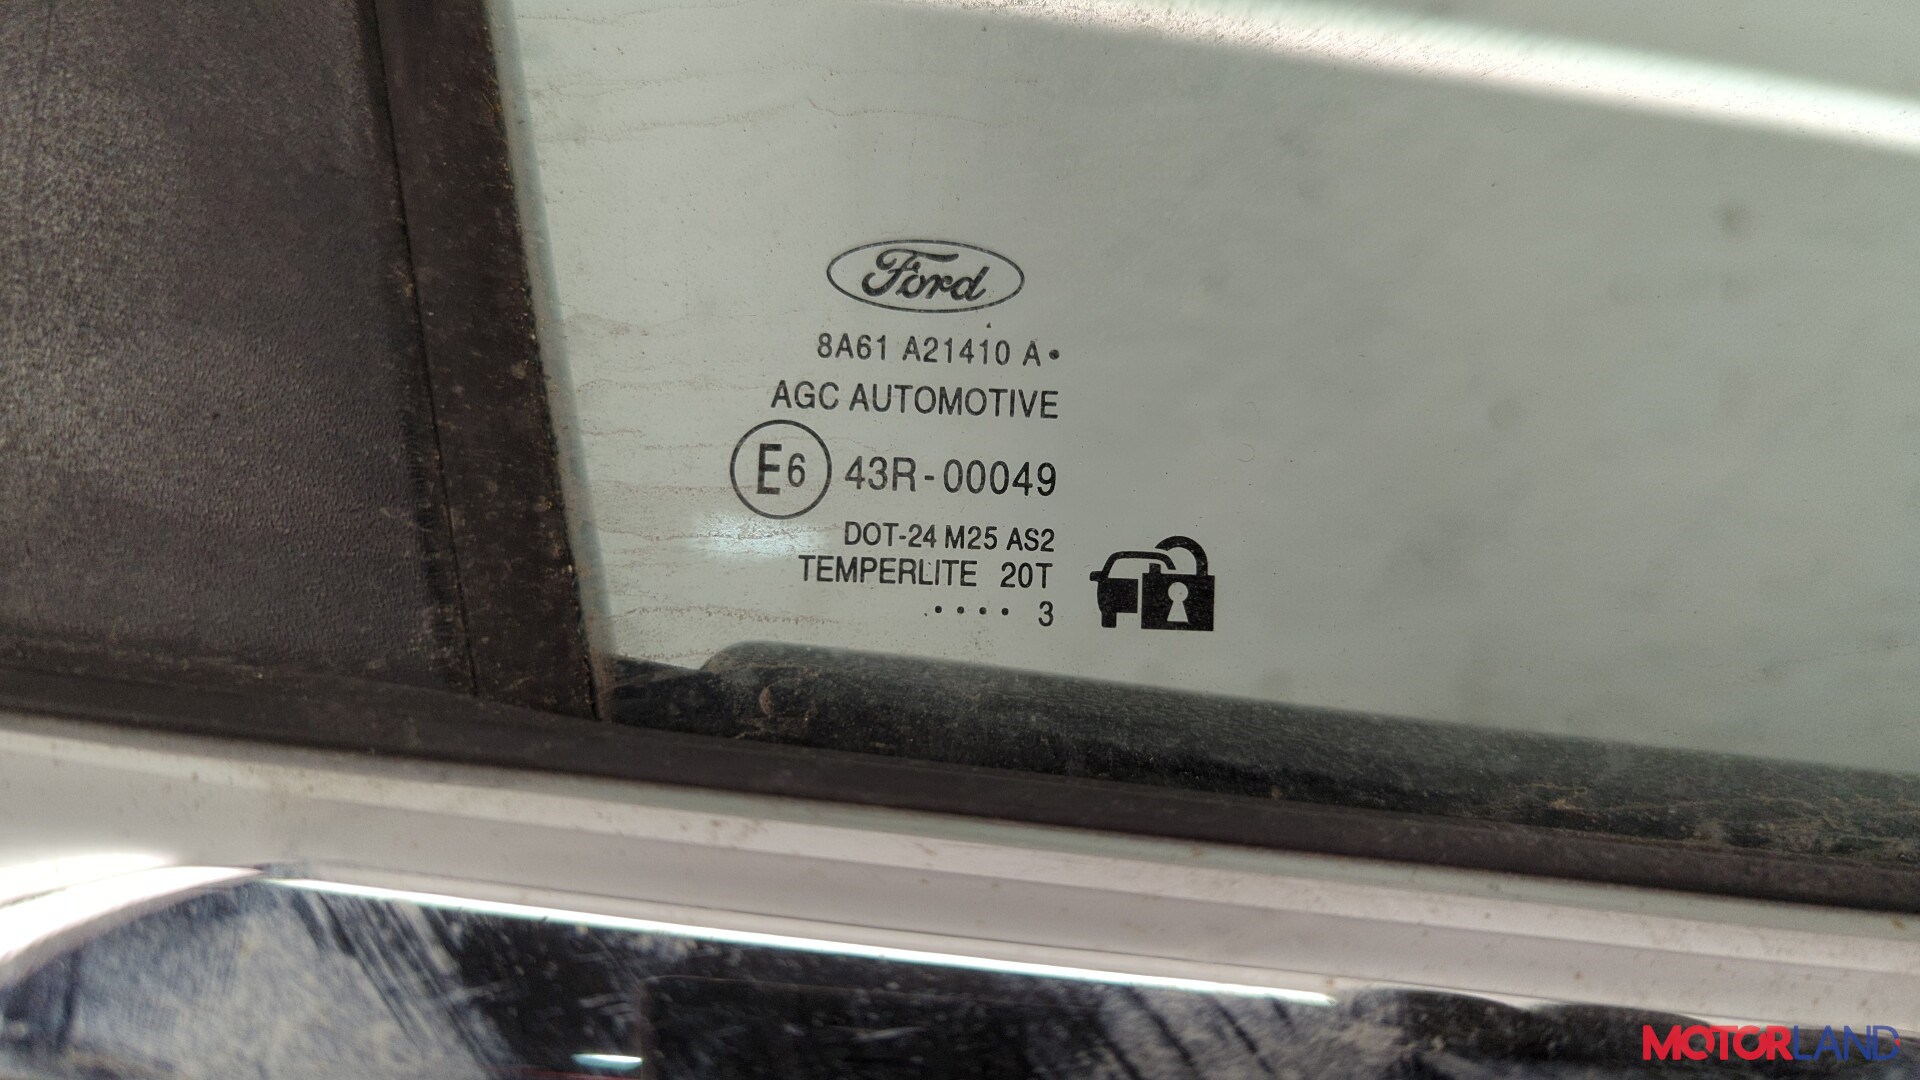 Ford
8A61 A21410 A•
AGC AUTOMOTIVE
E6 43R-00049
DOT-24 M25 AS2
TEMPERLITE 20T
.•••• 3
MOTORLAND